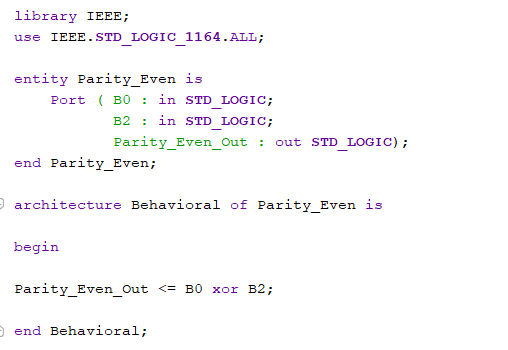 library IEEE;
use IEEE.STD_LOGIC_1164.ALL;
entity Parity_Even is
Port ( B0 : in STD_LOGIC;
B2 : in STD_LOGIC;
Parity_Even_Out : out STD_LOGIC);
end Parity_Even;
architecture Behavioral of Parity_Even is
begin
Parity_Even_Out <= B0 xor B2;
end Behavioral;